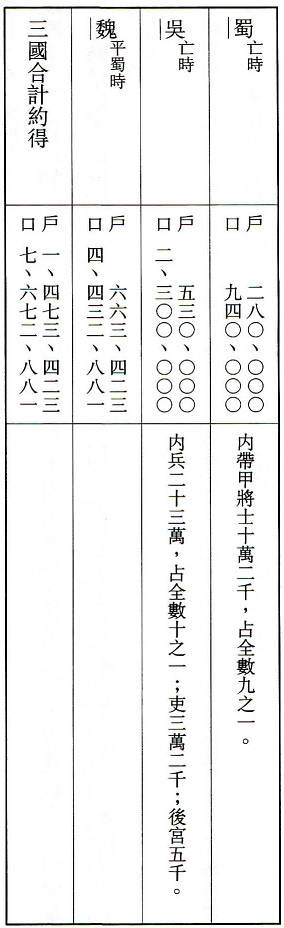 蜀亡時
戶 二八〇、〇〇〇
口 九四〇、〇〇〇
內帶甲將士十萬二千，占全數九之一。
吳亡時
戶 五三〇、〇〇〇
口 二、三〇〇、〇〇〇
內兵二十三萬，占全數十之一；吏三萬二千；後宮五千。
魏平蜀時
戶 六六三、四二三
口 四、四三二、八八一
三國合計約得
戶 一、四七三、四二三
口 七、六七二、八八一